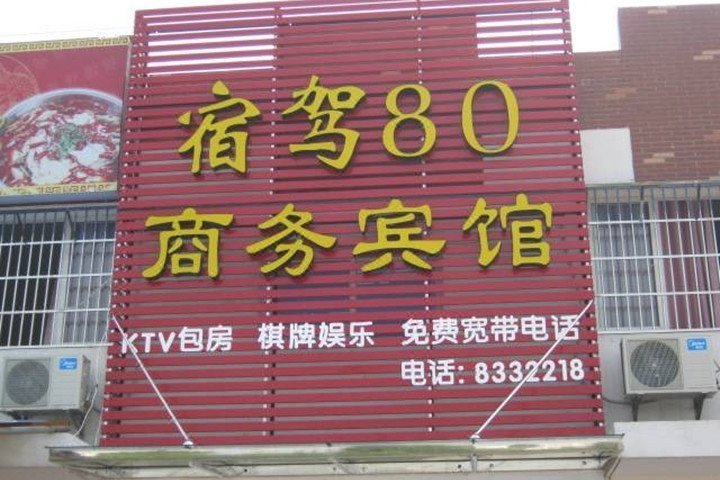 宿驾80
商务宾馆
KTV包房 棋牌娱乐 免费宽带电话
电话: 8332218